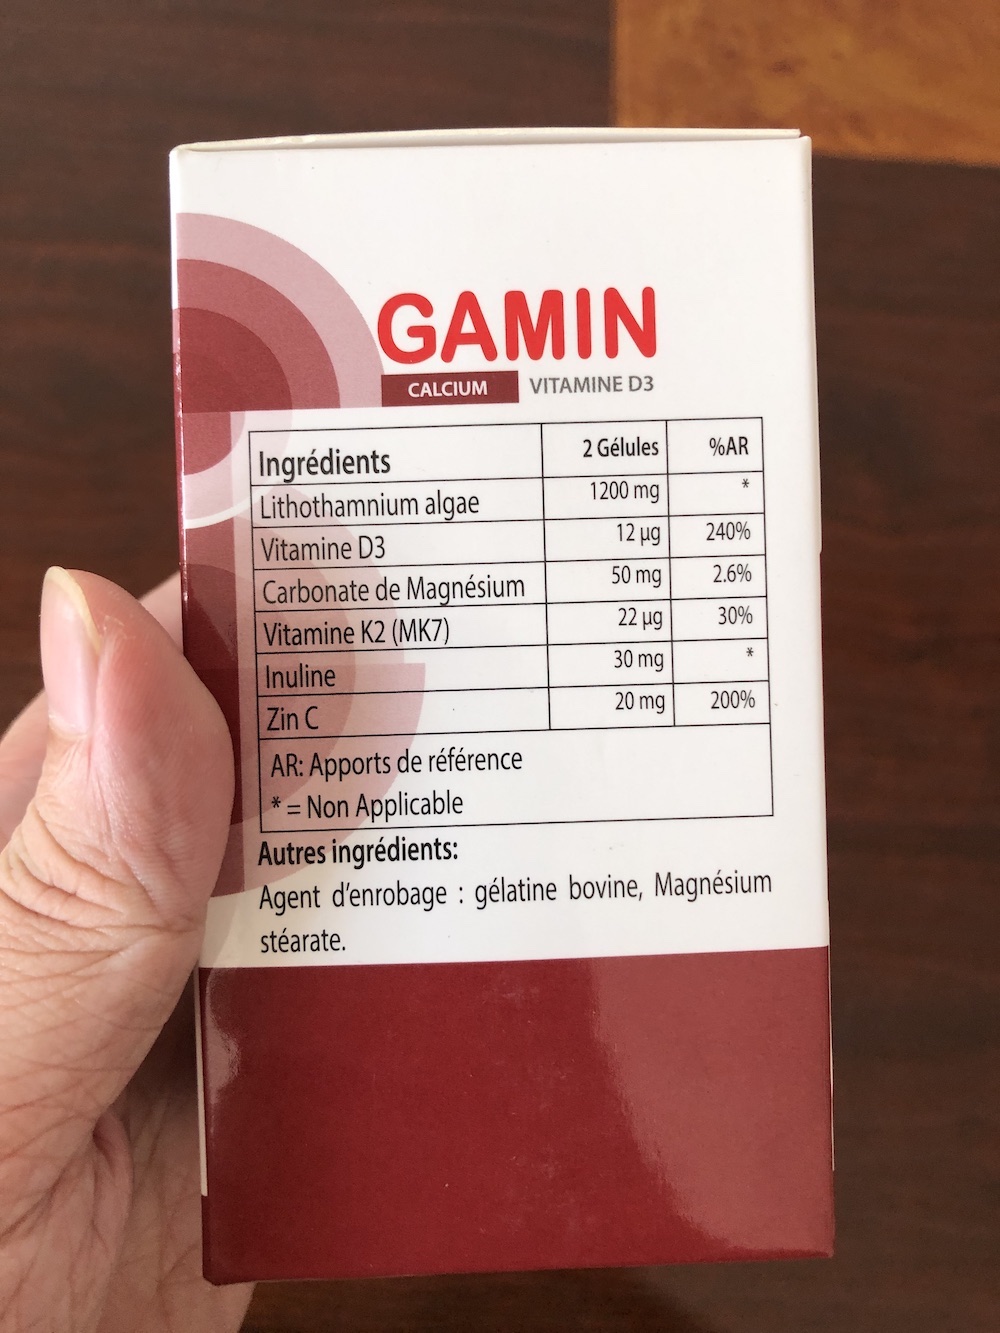 GAMIN
CALCIUM VITAMINE D3
Ingrédients 2 Gélules %AR
Lithothamnium algae 1200 mg *
Vitamine D3 12 µg 240%
Carbonate de Magnésium 50 mg 2.6%
Vitamine K2 (MK7) 22 µg 30%
Inuline 30 mg *
Zin C 20 mg 200%
AR: Apports de référence
* = Non Applicable
Autres ingrédients:
Agent d'enrobage : gélatine bovine, Magnésium
stéarate.